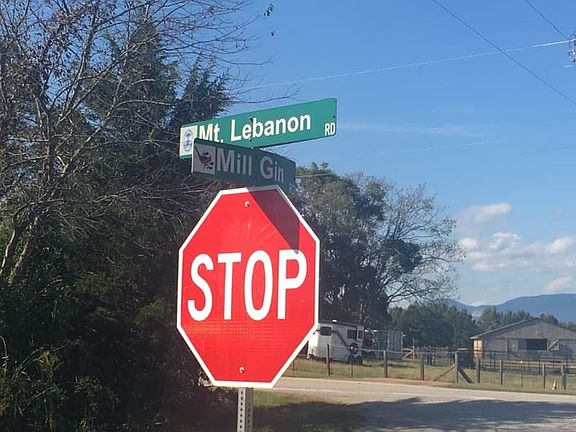 Mt. Lebanon RD
Mill Gin
STOP